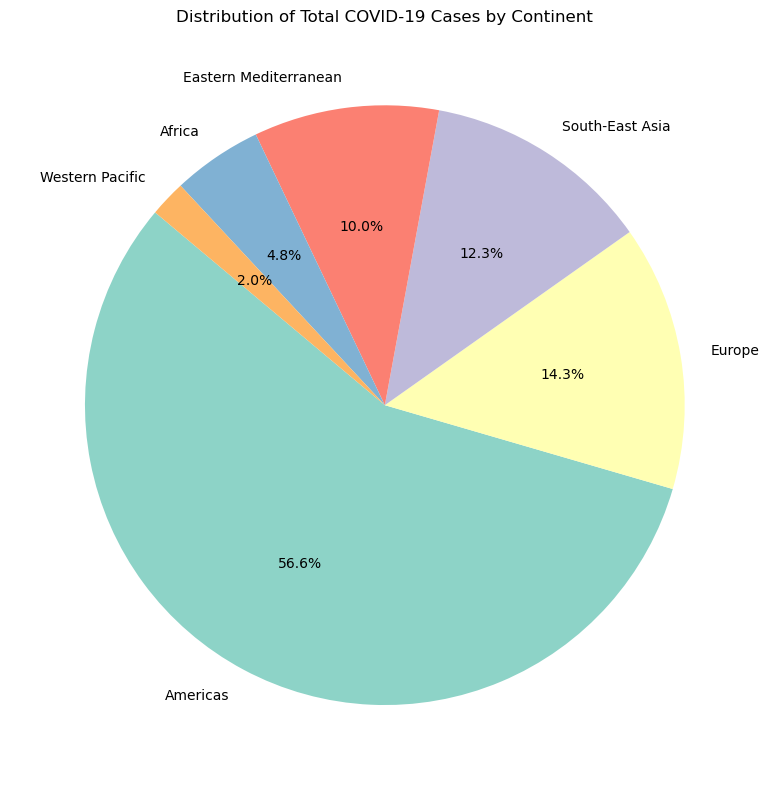 Distribution of Total COVID-19 Cases by Continent
Eastern Mediterranean
South-East Asia
Africa
Western Pacific
10.0%
12.3%
4.8%
2.0%
Europe
14.3%
56.6%
Americas